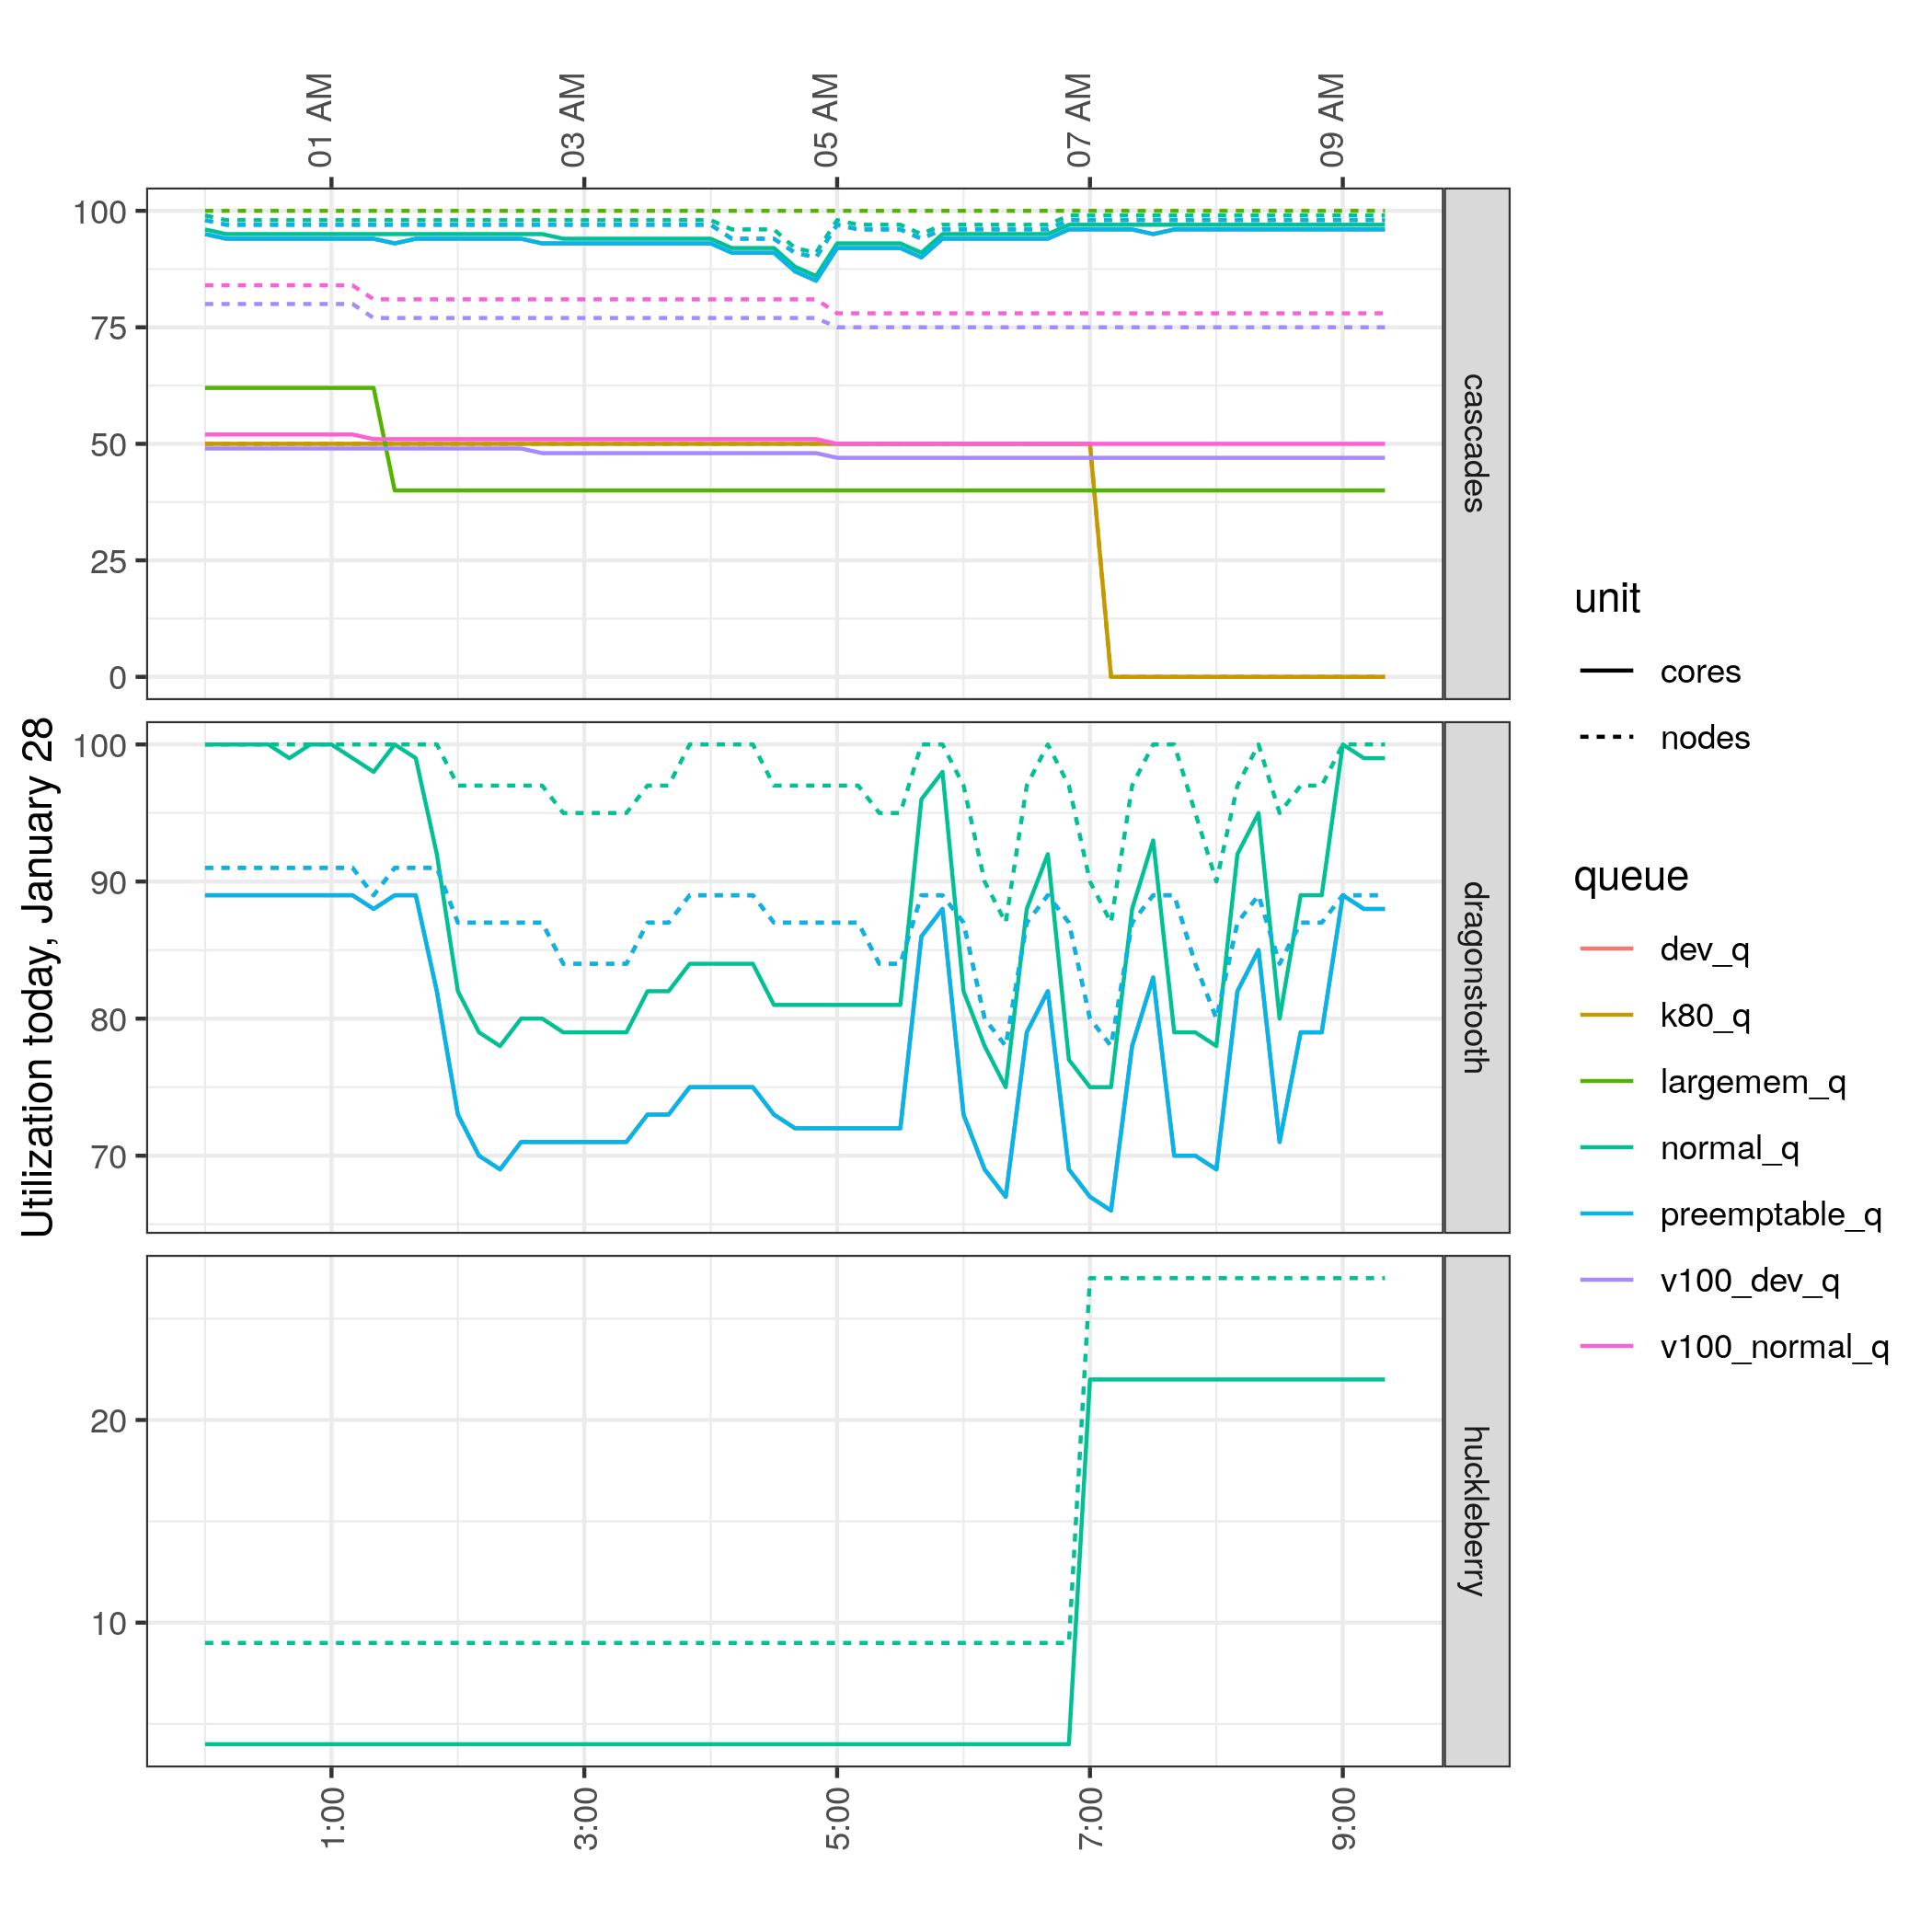 01 AM
03 AM
05 AM
07 AM
09 AM
Utilization today, January 28
100
75
50
25
0
cascades
100
90
80
70
dragonstooth
20
10
huckleberry
1:00
3:00
5:00
7:00
9:00
unit
cores
nodes
queue
dev_q
k80_q
largemem_q
normal_q
preemptable_q
v100_dev_q
v100_normal_q